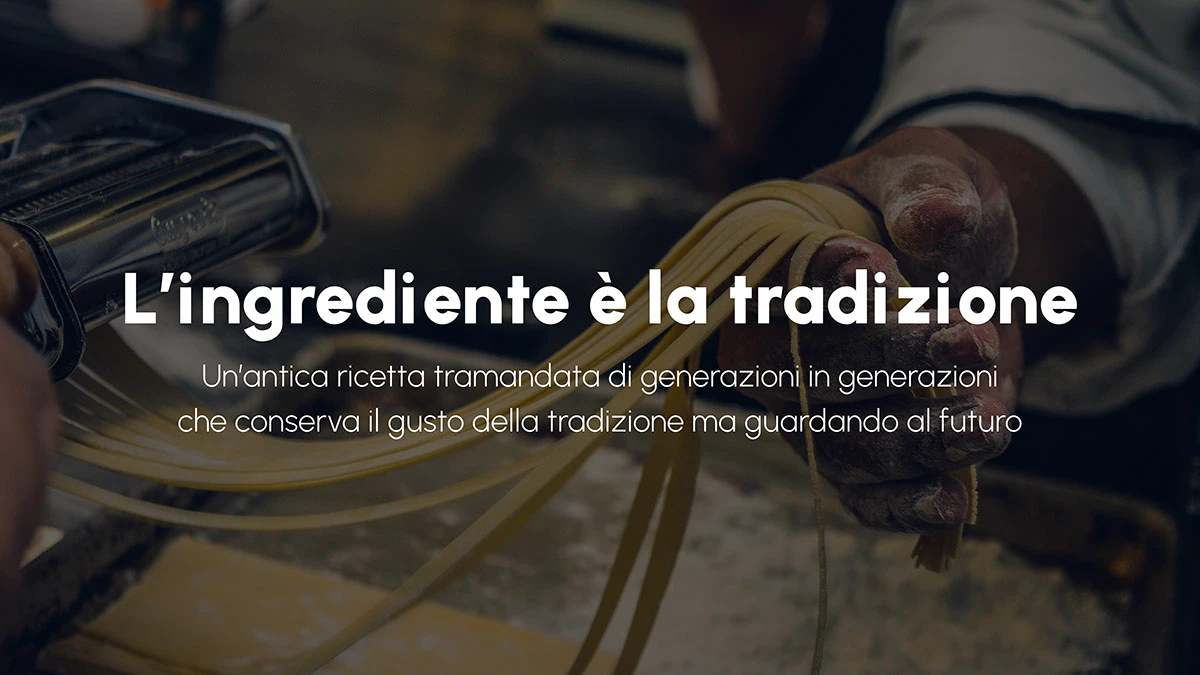 L’ingrediente è la tradizione
Un’antica ricetta tramandata di generazioni in generazioni
che conserva il gusto della tradizione ma guardando al futuro